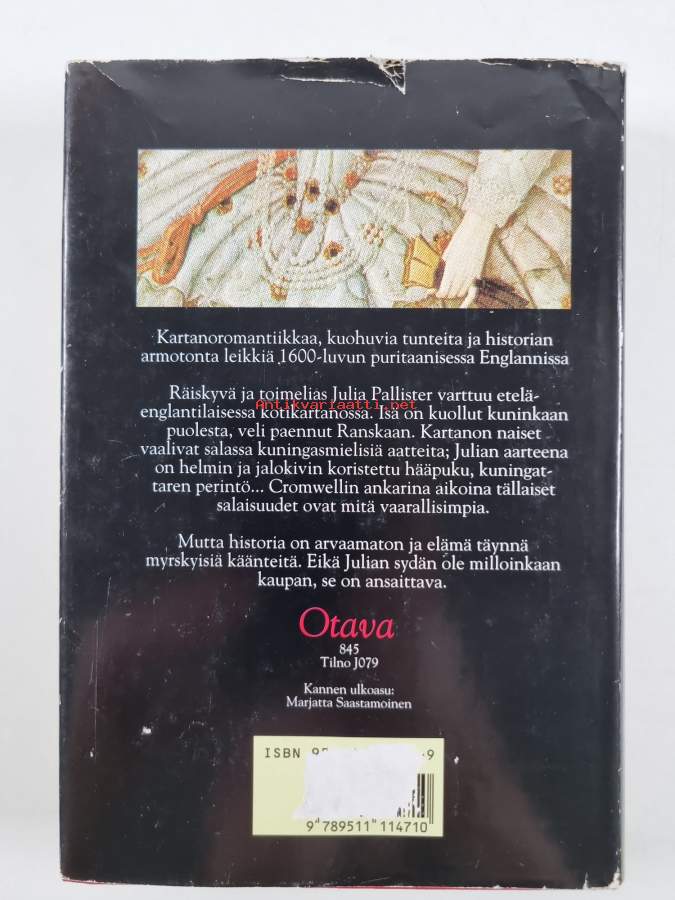 Kartanoromantiikkaa, kuohuvia tunteita ja historian
armotonta leikkiä 1600-luvun puritaanisessa Englannissa
Räiskyvä ja toimelias Julia Pallister varttuu etelä-
englantilaisessa kotikartanossa. Isä on kuollut kuninkaan
Antikvariaatti.net
puolesta, veli paennut Ranskaan. Kartanon naiset
vaalivat salassa kuningasmielisiä aatteita; Julian aarteena
on helmin ja jalokivin koristettu hääpuku, kuningat-
taren perintö... Cromwellin ankarina aikoina tällaiset
salaisuudet ovat mitä vaarallisimpia.
Mutta historia on arvaamaton ja elämä täynnä
myrskyisiä käänteitä. Eikä Julian sydän ole milloinkaan
kaupan, se on ansaittava.
Otava
845
Tilno J079
Kannen ulkoasu:
Marjatta Saastamoinen
ISBN 9
9 789511 114710